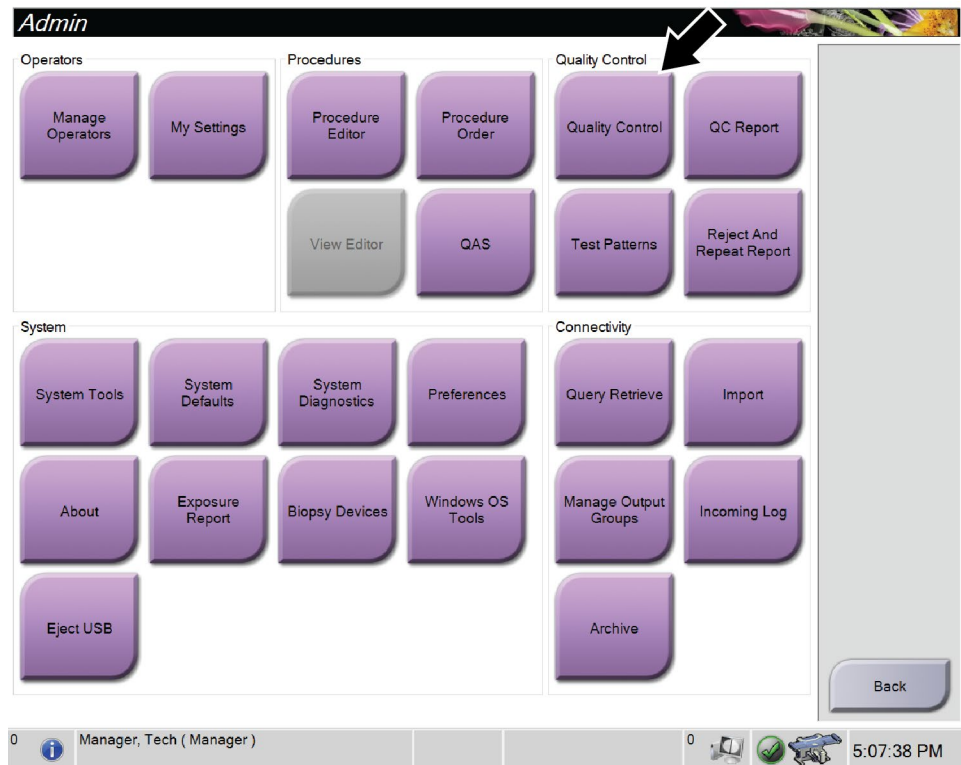 Admin
Operators
Manage
Operators
My Settings
Procedures
Procedure
Editor
Procedure
Order
View Editor
QAS
Quality Control
Quality Control
QC Report
Test Patterns
Reject And
Repeat Report
System
System Tools
System
Defaults
System
Diagnostics
Preferences
About
Exposure
Report
Biopsy Devices
Windows OS
Tools
Eject USB
Connectivity
Query Retrieve
Import
Manage Output
Groups
Incoming Log
Archive
Back
0
Manager, Tech ( Manager )
0
5:07:38 PM